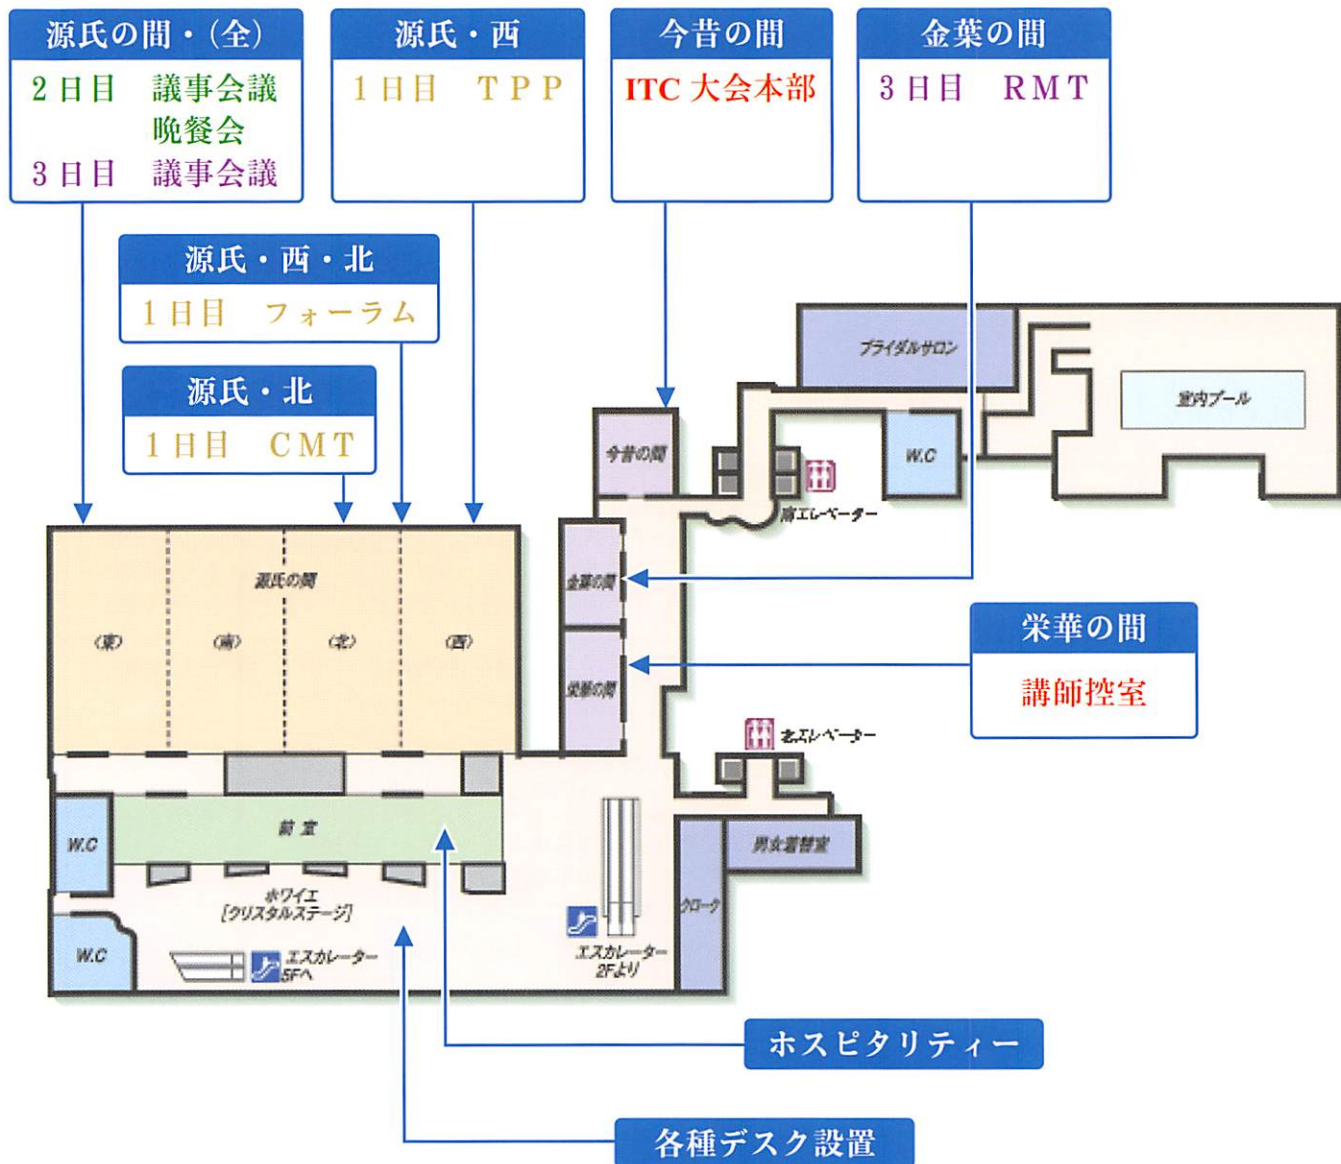 源氏の間・(全)
2日目 議事会議
晩餐会
3日目 議事会議
源氏・西
1日目 TPP
今昔の間
ITC 大会本部
金葉の間
3日目 RMT
源氏・西・北
1日目 フォーラム
源氏・北
1日目 CMT
ブライダルサロン
室内プール
今昔の間
W.C
南エレベーター
源氏の間
(東)
(南)
(北)
(西)
金葉の間
栄華の間
栄華の間
講師控室
北エレベーター
前室
W.C
男女着替室
クローク
ホワイエ
[クリスタルステージ]
W.C
エスカレーター
5Fへ
エスカレーター
2Fより
ホスピタリティー
各種デスク設置